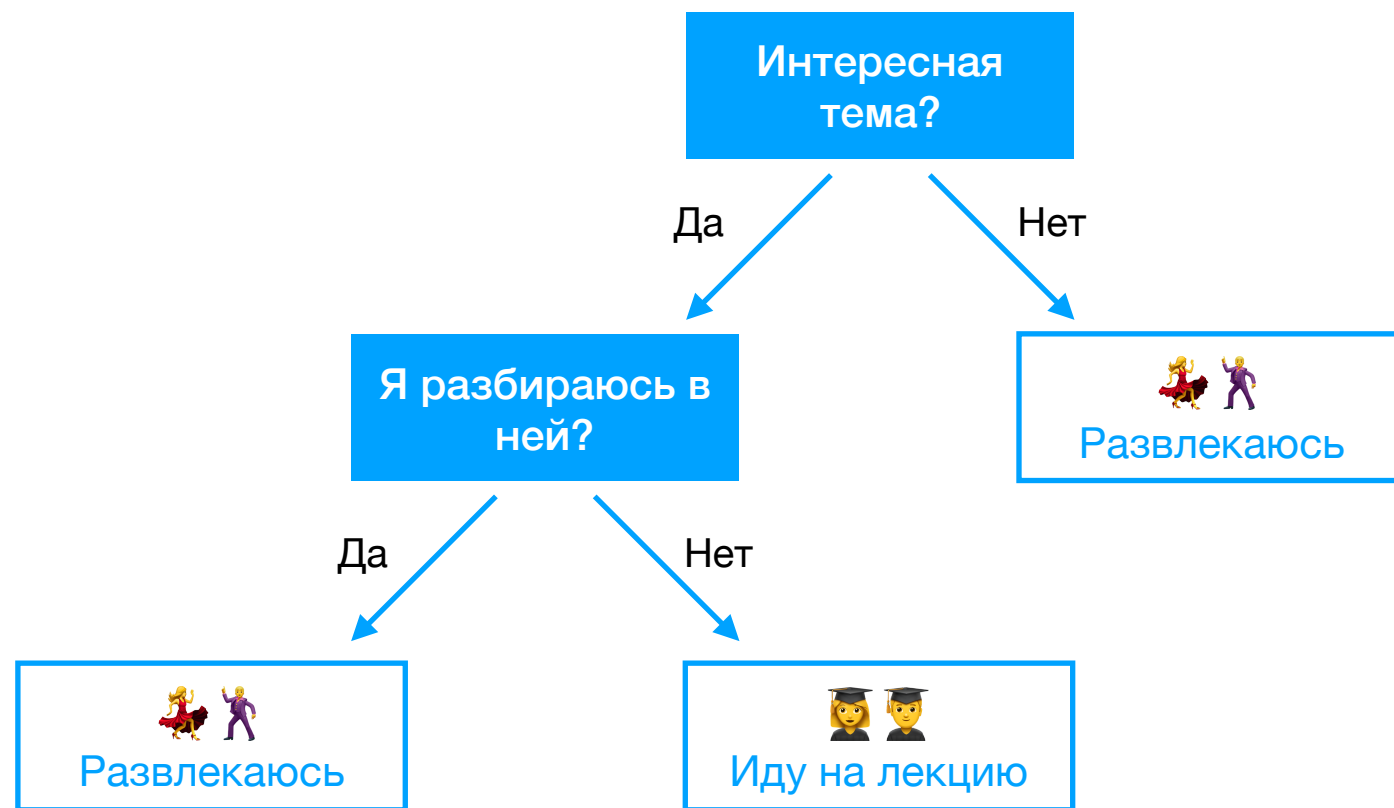 Интересная
тема?
Да
Нет
Я разбираюсь в
ней?
Развлекаюсь
Да
Нет
Развлекаюсь
Иду на лекцию